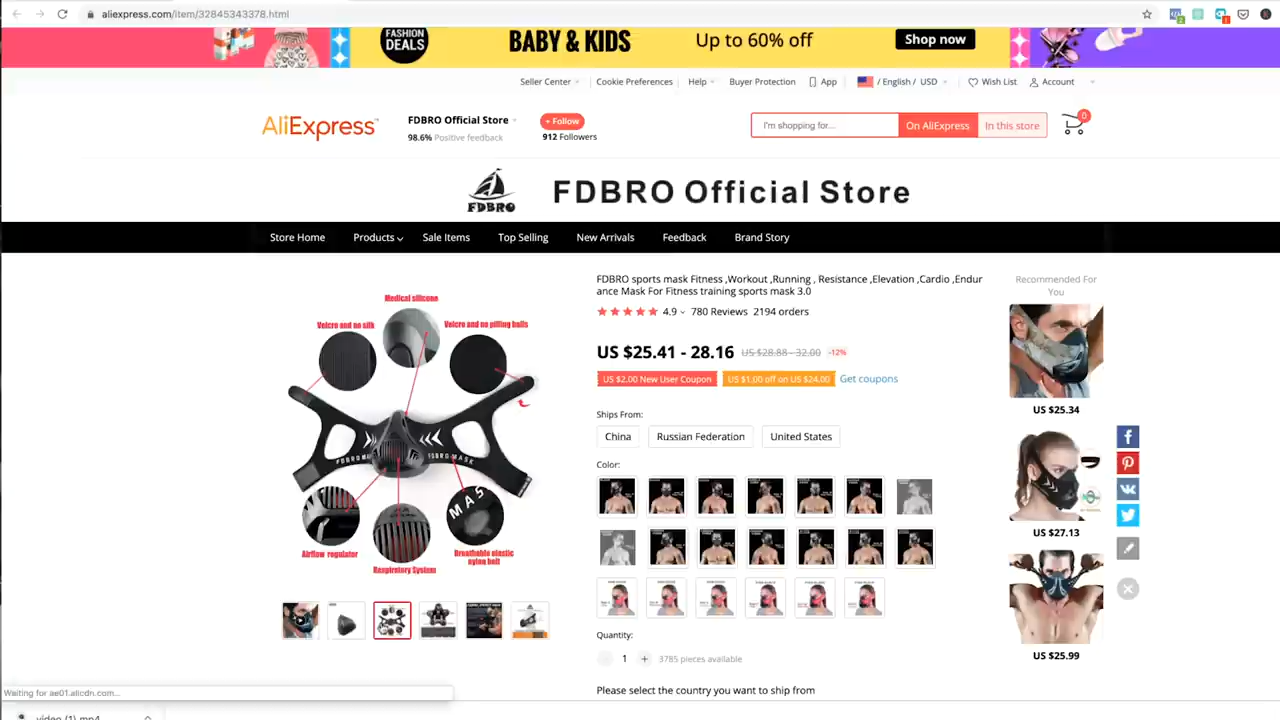 aliexpress.com/item/32845343378.html
FASHION
DEALS
BABY & KIDS
Up to 60% off
Shop now
Seller Center
Cookie Preferences
Help
Buyer Protection
App
/ English / USD
Wish List
Account
AliExpress™
FDBRO Official Store
98.6% Positive feedback
+ Follow
912 Followers
I'm shopping for...
On AliExpress
In this store
0
FDBRO
FDBRO Official Store
Store Home
Products
Sale Items
Top Selling
New Arrivals
Feedback
Brand Story
Medical silicone
Velcro and no silk
Velcro and no pilling balls
FDBRO MASK
MAS
Airflow regulator
Respiratory System
Breathable elastic
nylon belt
FDBRO sports mask Fitness ,Workout ,Running , Resistance ,Elevation ,Cardio ,Endur
ance Mask For Fitness training sports mask 3.0
4.9
780 Reviews
2194 orders
US $25.41 - 28.16
US $28.88 - 32.00
-12%
US $2.00 New User Coupon
US $1.00 off on US $24.00
Get coupons
Ships From:
China
Russian Federation
United States
Color:
Quantity:
1
+
3785 pieces available
Please select the country you want to ship from
Recommended For
You
US $25.34
US $27.13
US $25.99
Waiting for ae01.alicdn.com...
video (1).mp4